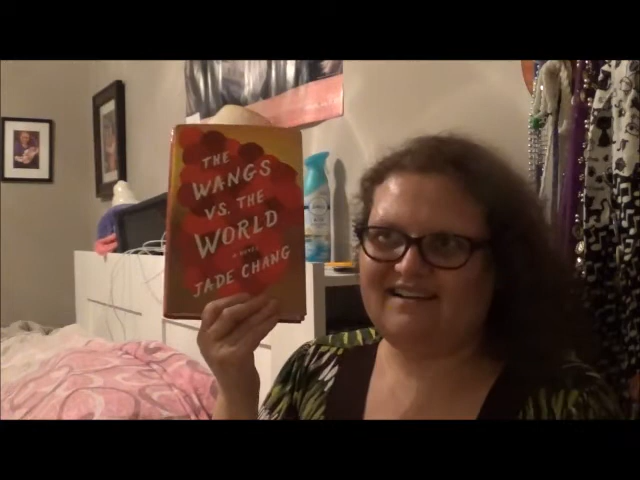 THE
WANGS
VS. THE
WORLD
A NOVEL
JADE CHANG